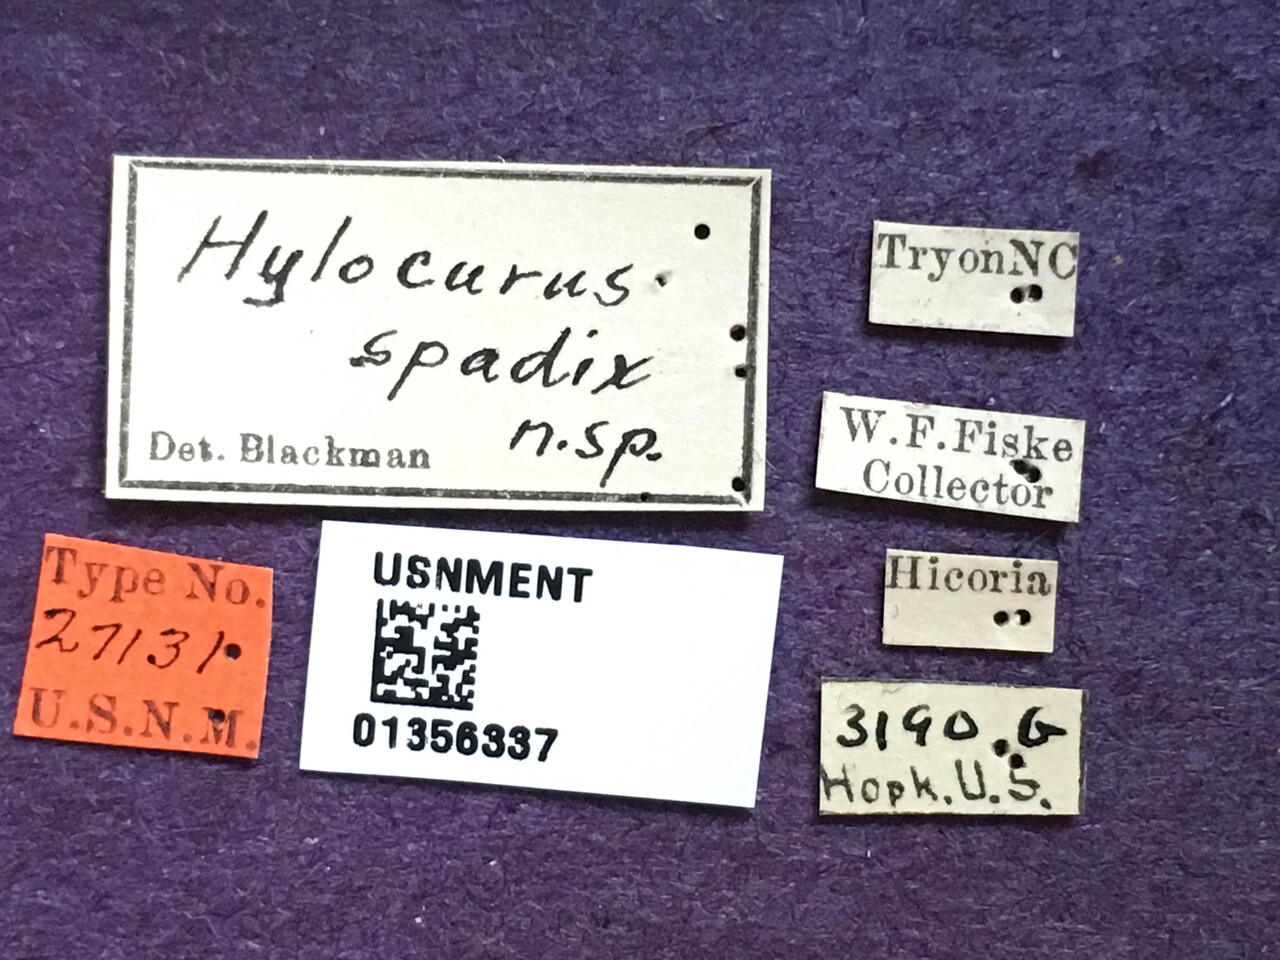 Hylocurus
spadix
n.sp.
Det. Blackman
TryonNC
W.F.Fiske
Collector
Hicoria
3190.G
Hopk.U.S.
Type No.
27131
U.S.N.M.
USNMENT
01356337